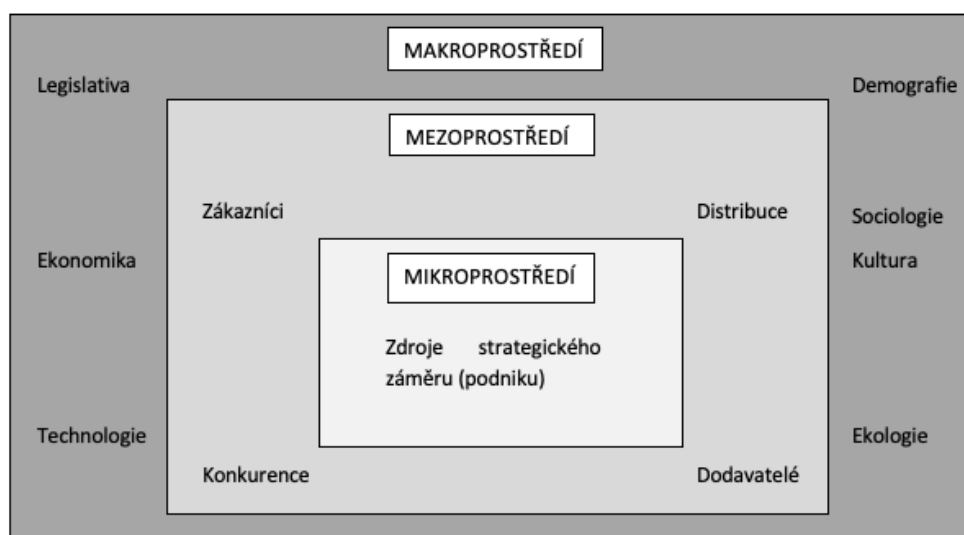 MAKROPROSTŘEDÍ
Legislativa
Demografie
MEZOPROSTŘEDÍ
Zákazníci
Distribuce
Sociologie
Ekonomika
Kultura
MIKROPROSTŘEDÍ
Zdroje strategického
záměru (podniku)
Technologie
Ekologie
Konkurence
Dodavatelé